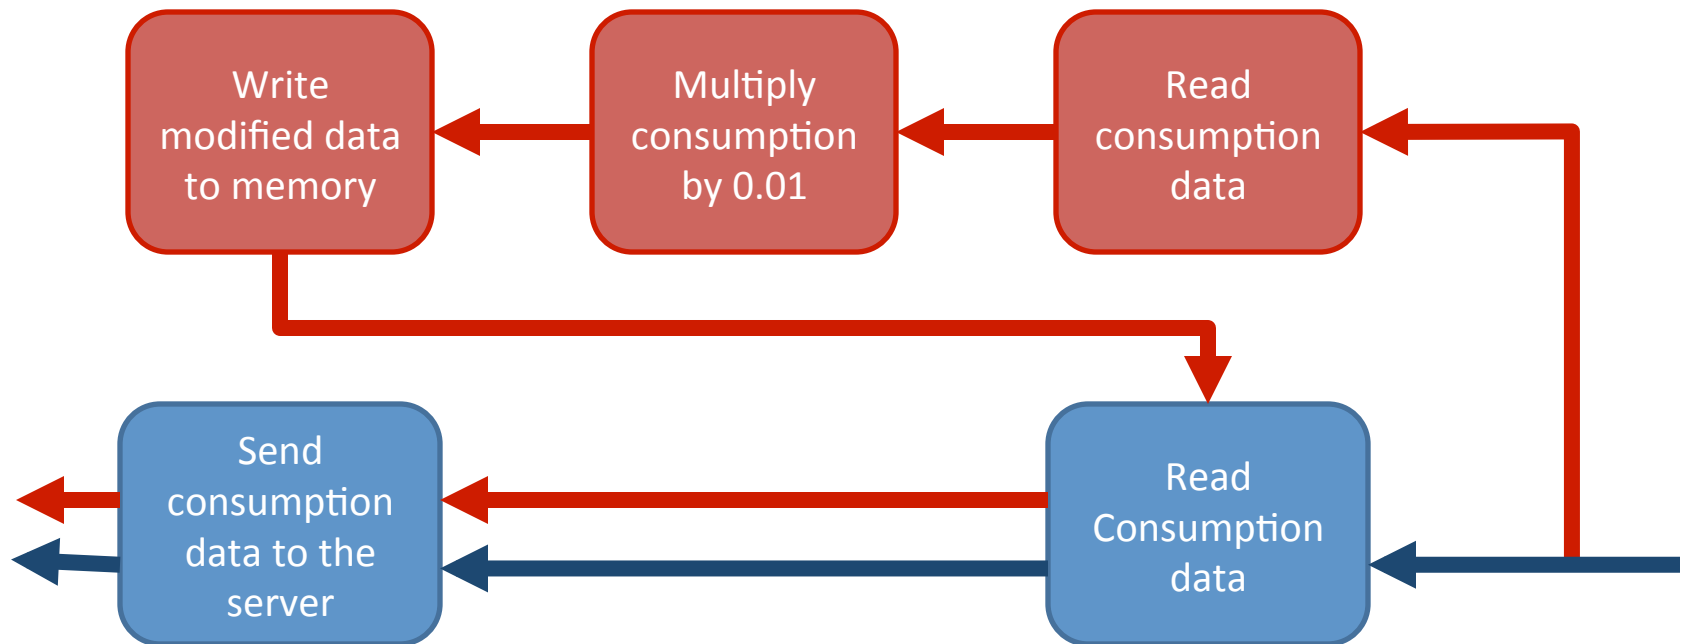 Write
modified data
to memory
Multiply
consumption
by 0.01
Read
consumption
data
Send
consumption
data to the
server
Read
Consumption
data